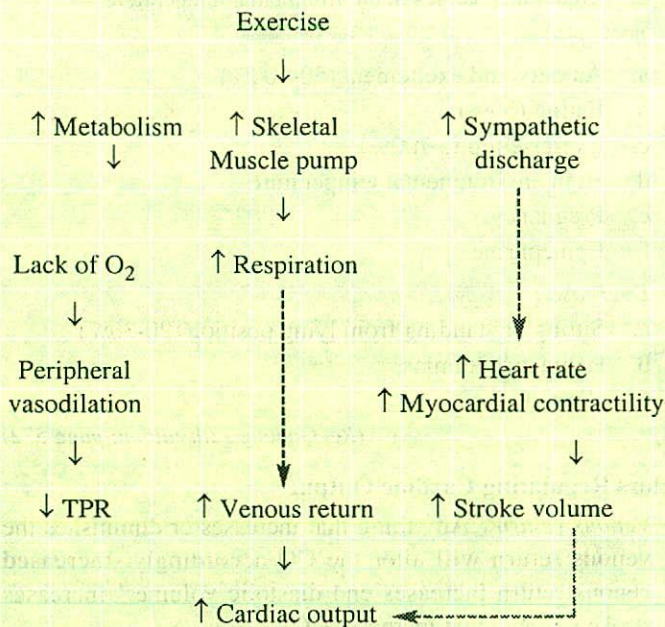 Exercise
↓
↑ Metabolism ↑ Skeletal ↑ Sympathetic
↓ Muscle pump discharge
↓
Lack of O₂ ↑ Respiration
↓
Peripheral ↑ Heart rate
vasodilation ↑ Myocardial contractility
↓ ↓
↓ TPR ↑ Venous return ↑ Stroke volume
↓
↑ Cardiac output